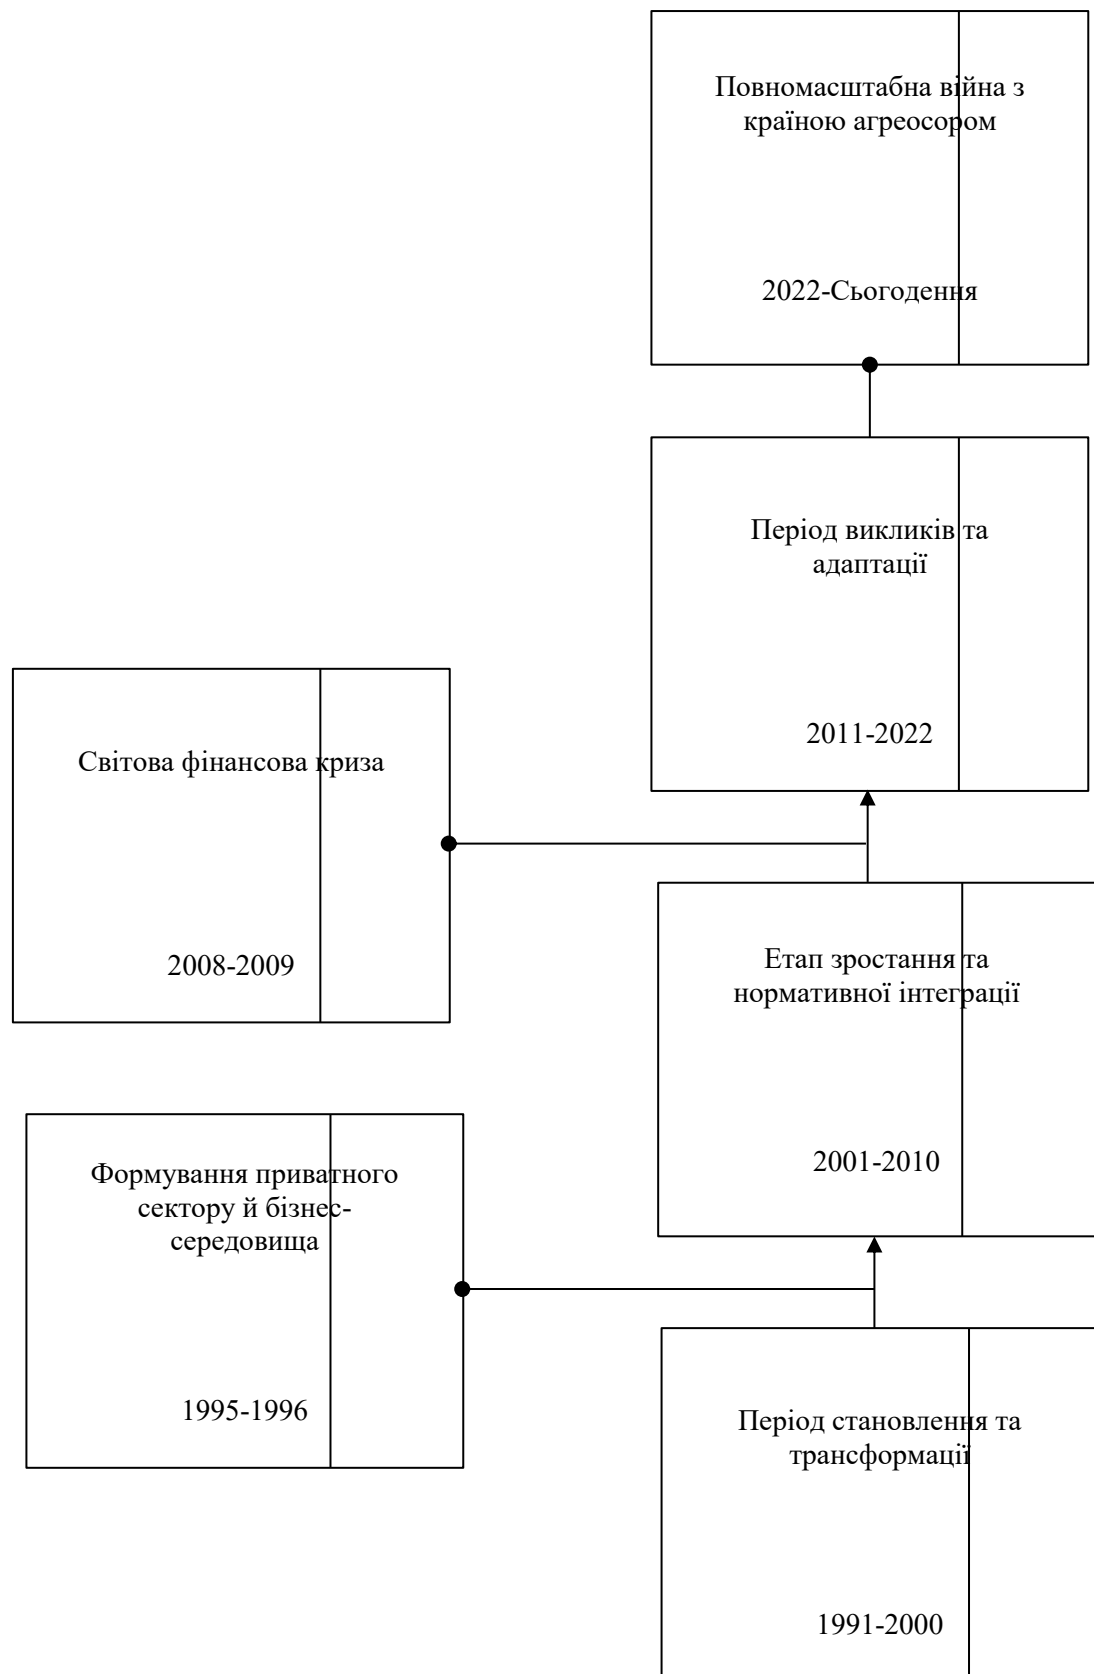 Повномасштабна війна з
країною агреосором
2022-Сьогодення
Період викликів та
адаптації
2011-2022
Світова фінансова криза
2008-2009
Етап зростання та
нормативної інтеграції
2001-2010
Формування приватного
сектору й бізнес-
середовища
1995-1996
Період становлення та
трансформації
1991-2000